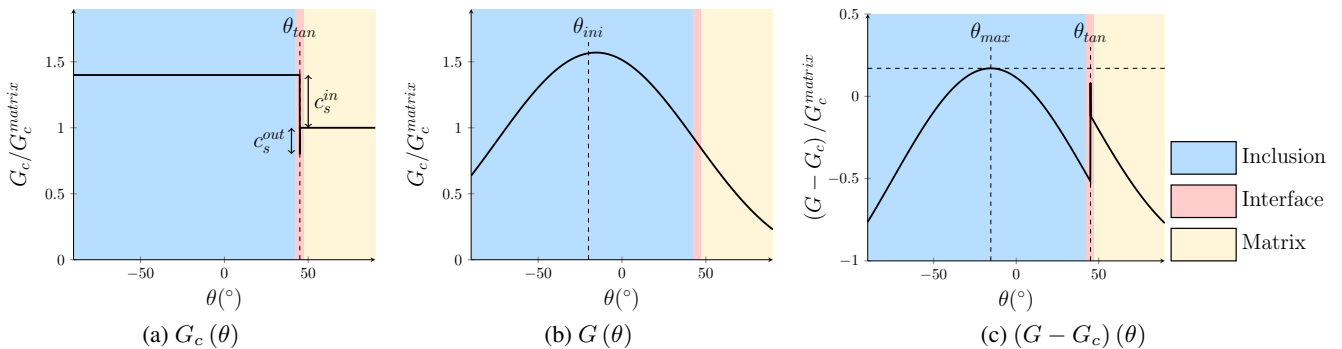 θ_tan
1.5
1
0.5
0
−50
0
50
c_s^in
c_s^out
G_c/G_c^matrix
θ(°)
(a) G_c (θ)
θ_ini
1.5
1
0.5
0
−50
0
50
G_c/G_c^matrix
θ(°)
(b) G (θ)
θ_max
θ_tan
0.5
0
−0.5
−1
−50
0
50
(G − G_c) /G_c^matrix
θ(°)
(c) (G − G_c) (θ)
Inclusion
Interface
Matrix